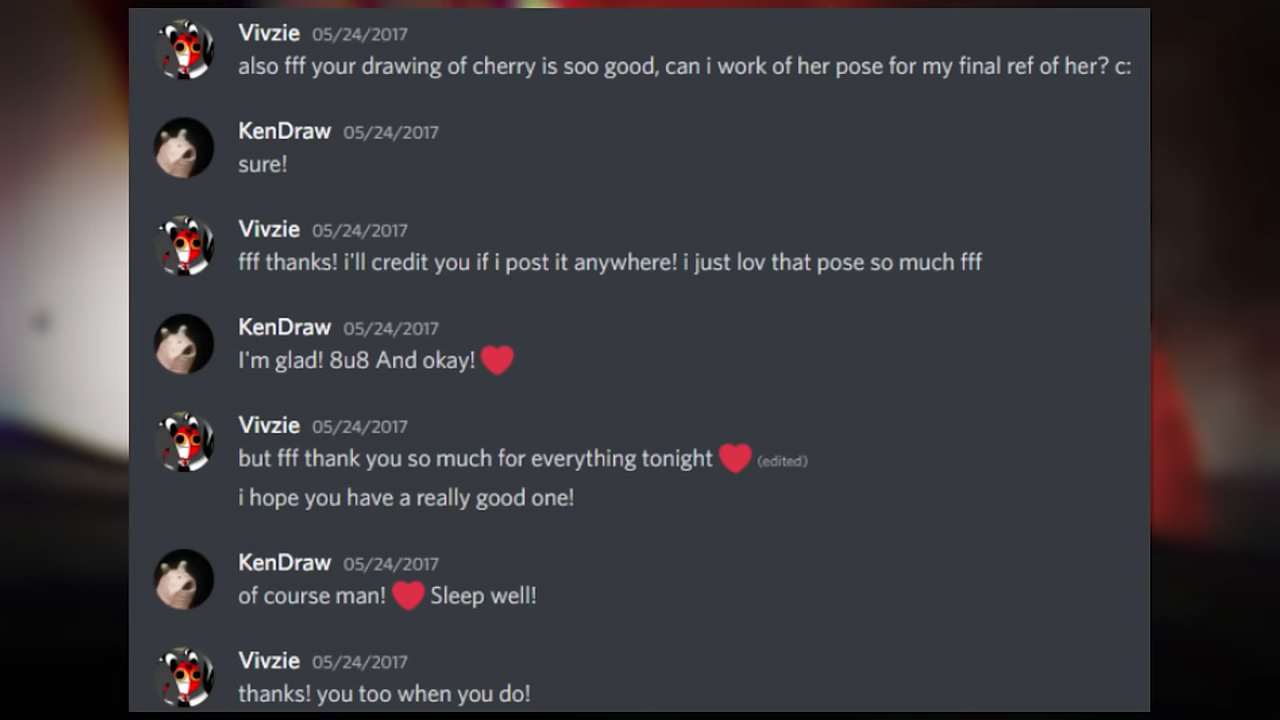 Vivzie 05/24/2017
also fff your drawing of cherry is soo good, can i work of her pose for my final ref of her? c:
KenDraw 05/24/2017
sure!
Vivzie 05/24/2017
fff thanks! i'll credit you if i post it anywhere! i just lov that pose so much fff
KenDraw 05/24/2017
I'm glad! 8u8 And okay! ❤️
Vivzie 05/24/2017
but fff thank you so much for everything tonight ❤️ (edited)
i hope you have a really good one!
KenDraw 05/24/2017
of course man! ❤️ Sleep well!
Vivzie 05/24/2017
thanks! you too when you do!